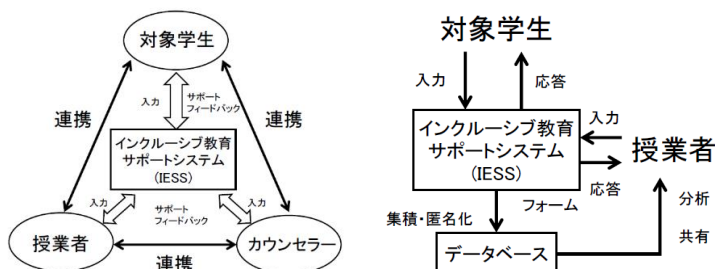 対象学生
入力
サポート
フィードバック
連携
連携
インクルーシブ教育
サポートシステム
(IESS)
入力
サポート
フィードバック
入力
授業者
カウンセラー
連携
対象学生
入力
応答
インクルーシブ教育
サポートシステム
(IESS)
入力
応答
授業者
集積・匿名化
フォーム
分析
共有
データベース